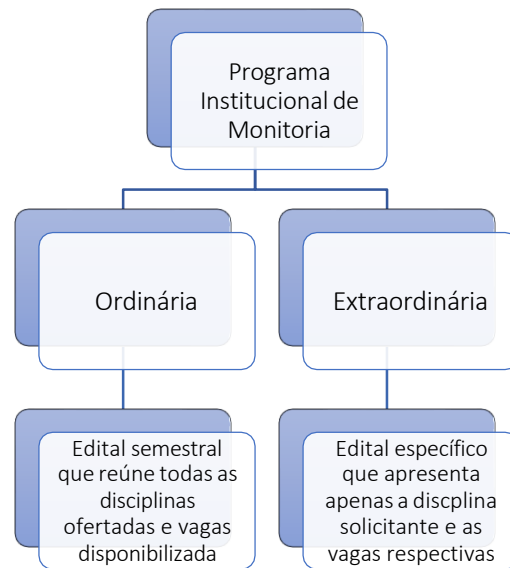 Programa
Institucional de
Monitoria
Ordinária
Extraordinária
Edital semestral
que reúne todas as
disciplinas
ofertadas e vagas
disponibilizada
Edital específico
que apresenta
apenas a discplina
solicitante e as
vagas respectivas